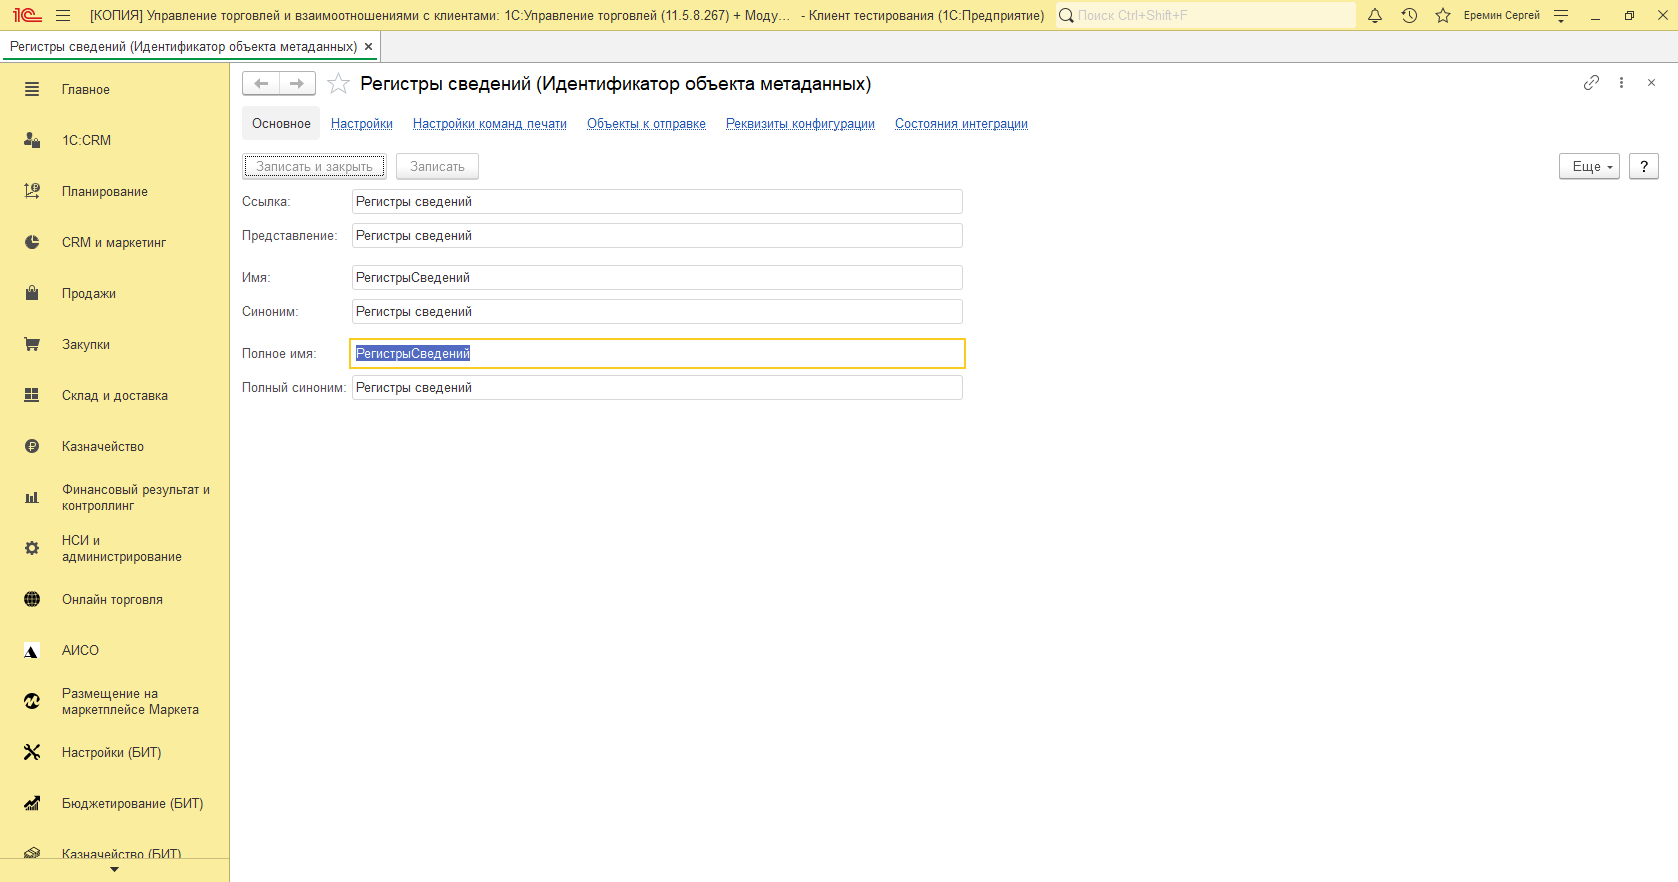 [КОПИЯ] Управление торговлей и взаимоотношениями с клиентами: 1С:Управление торговлей (11.5.8.267) + Моду... - Клиент тестирования (1С:Предприятие)
Поиск Ctrl+Shift+F
Еремин Сергей
Регистры сведений (Идентификатор объекта метаданных)
Главное
1С:CRM
Планирование
CRM и маркетинг
Продажи
Закупки
Склад и доставка
Казначейство
Финансовый результат и
контроллинг
НСИ и
администрирование
Онлайн торговля
АИСО
Размещение на
маркетплейсе Маркета
Настройки (БИТ)
Бюджетирование (БИТ)
Казначейство (БИТ)
Регистры сведений (Идентификатор объекта метаданных)
Основное Настройки Настройки команд печати Объекты к отправке Реквизиты конфигурации Состояния интеграции
Записать и закрыть Записать Еще ?
Ссылка: Регистры сведений
Представление: Регистры сведений
Имя: РегистрыСведений
Синоним: Регистры сведений
Полное имя: РегистрыСведений
Полный синоним: Регистры сведений